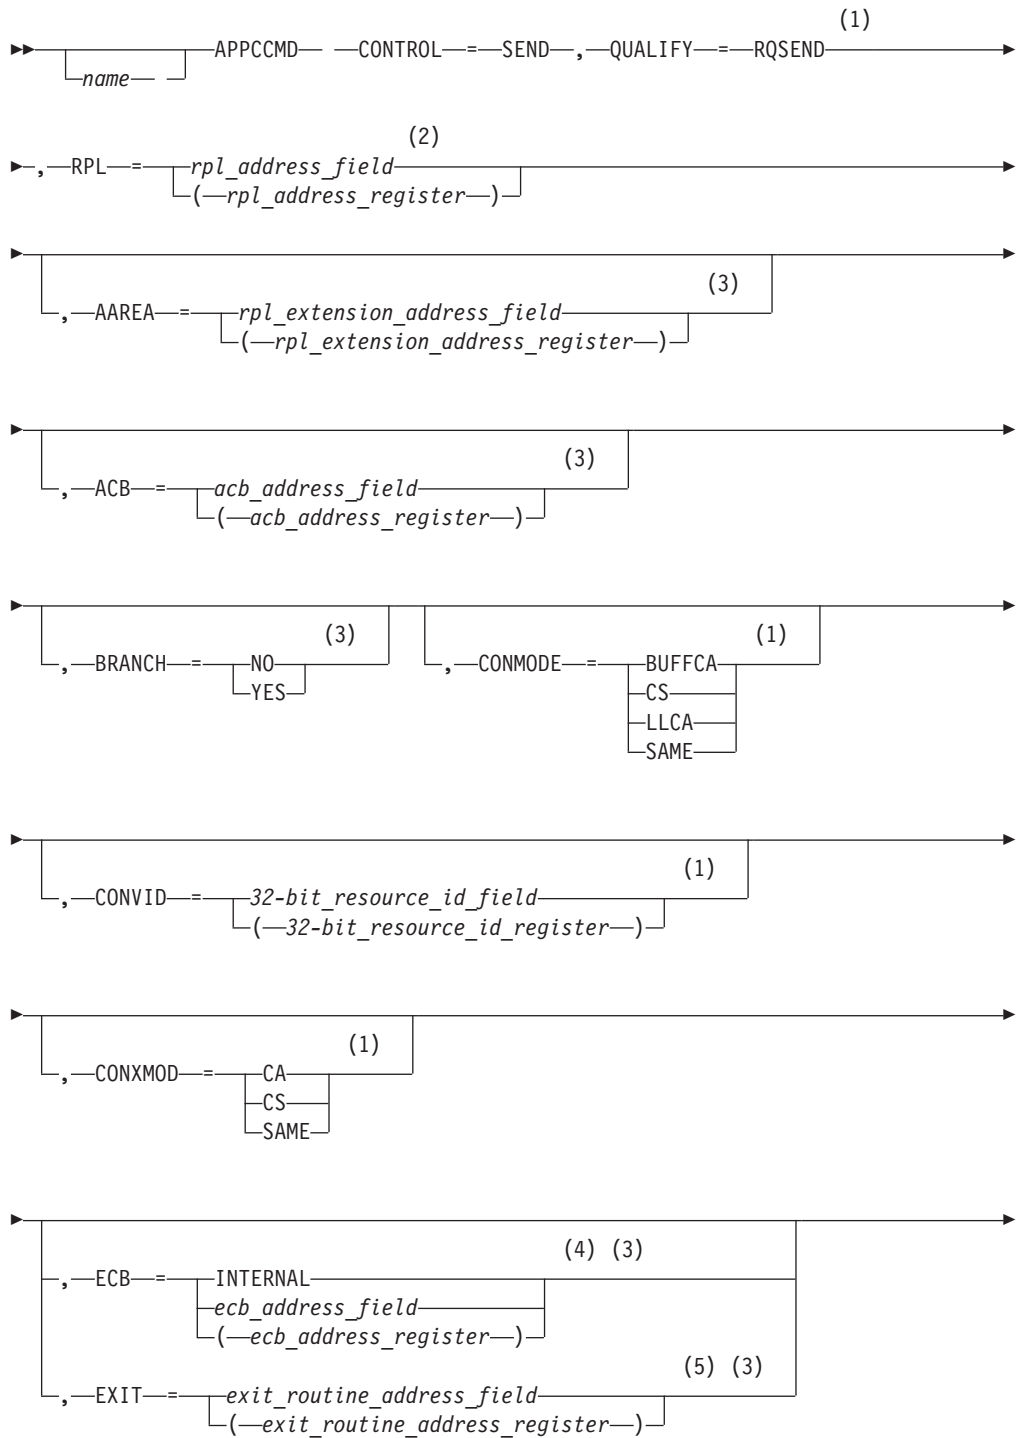 (1)
APPCCMD CONTROL = SEND , QUALIFY = RQSEND
name
(2)
, RPL = rpl_address_field
( rpl_address_register )
(3)
, AAREA = rpl_extension_address_field
( rpl_extension_address_register )
(3)
, ACB = acb_address_field
( acb_address_register )
(3) (1)
, BRANCH = NO , CONMODE = BUFFCA
YES CS
LLCA
SAME
(1)
, CONVID = 32-bit_resource_id_field
( 32-bit_resource_id_register )
(1)
, CONXMOD = CA
CS
SAME
(4) (3)
, ECB = INTERNAL
ecb_address_field
( ecb_address_register )
(5) (3)
, EXIT = exit_routine_address_field
( exit_routine_address_register )